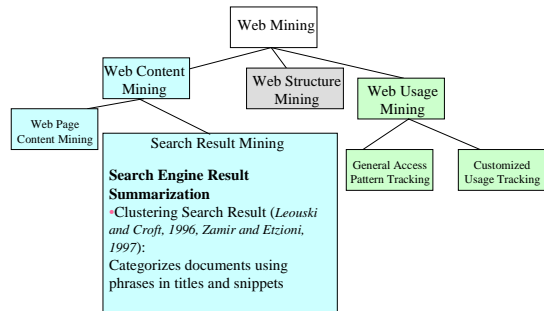 Web Mining
Web Content
Mining
Web Structure
Mining
Web Usage
Mining
Web Page
Content Mining
Search Result Mining
Search Engine Result
Summarization
•Clustering Search Result (Leouski
and Croft, 1996, Zamir and Etzioni,
1997):
Categorizes documents using
phrases in titles and snippets
General Access
Pattern Tracking
Customized
Usage Tracking